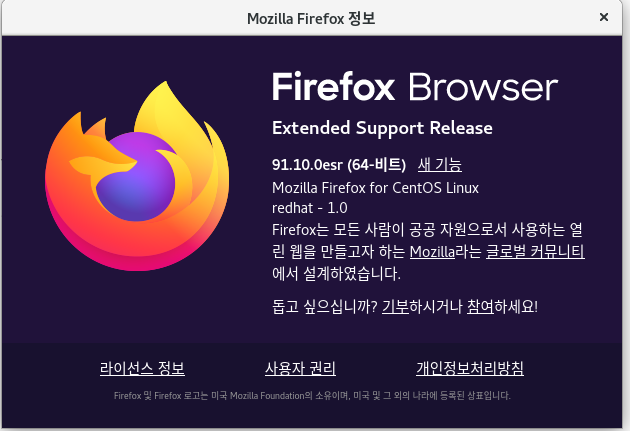 Mozilla Firefox 정보
Firefox Browser
Extended Support Release
91.10.0esr (64-비트) 새 기능
Mozilla Firefox for CentOS Linux
redhat - 1.0
Firefox는 모든 사람이 공공 자원으로서 사용하는 열
린 웹을 만들고자 하는 Mozilla라는 글로벌 커뮤니티
에서 설계하였습니다.
돕고 싶으십니까? 기부하시거나 참여하세요!
라이선스 정보 사용자 권리 개인정보처리방침
Firefox 및 Firefox 로고는 미국 Mozilla Foundation의 소유이며, 미국 및 그 외의 나라에 등록된 상표입니다.